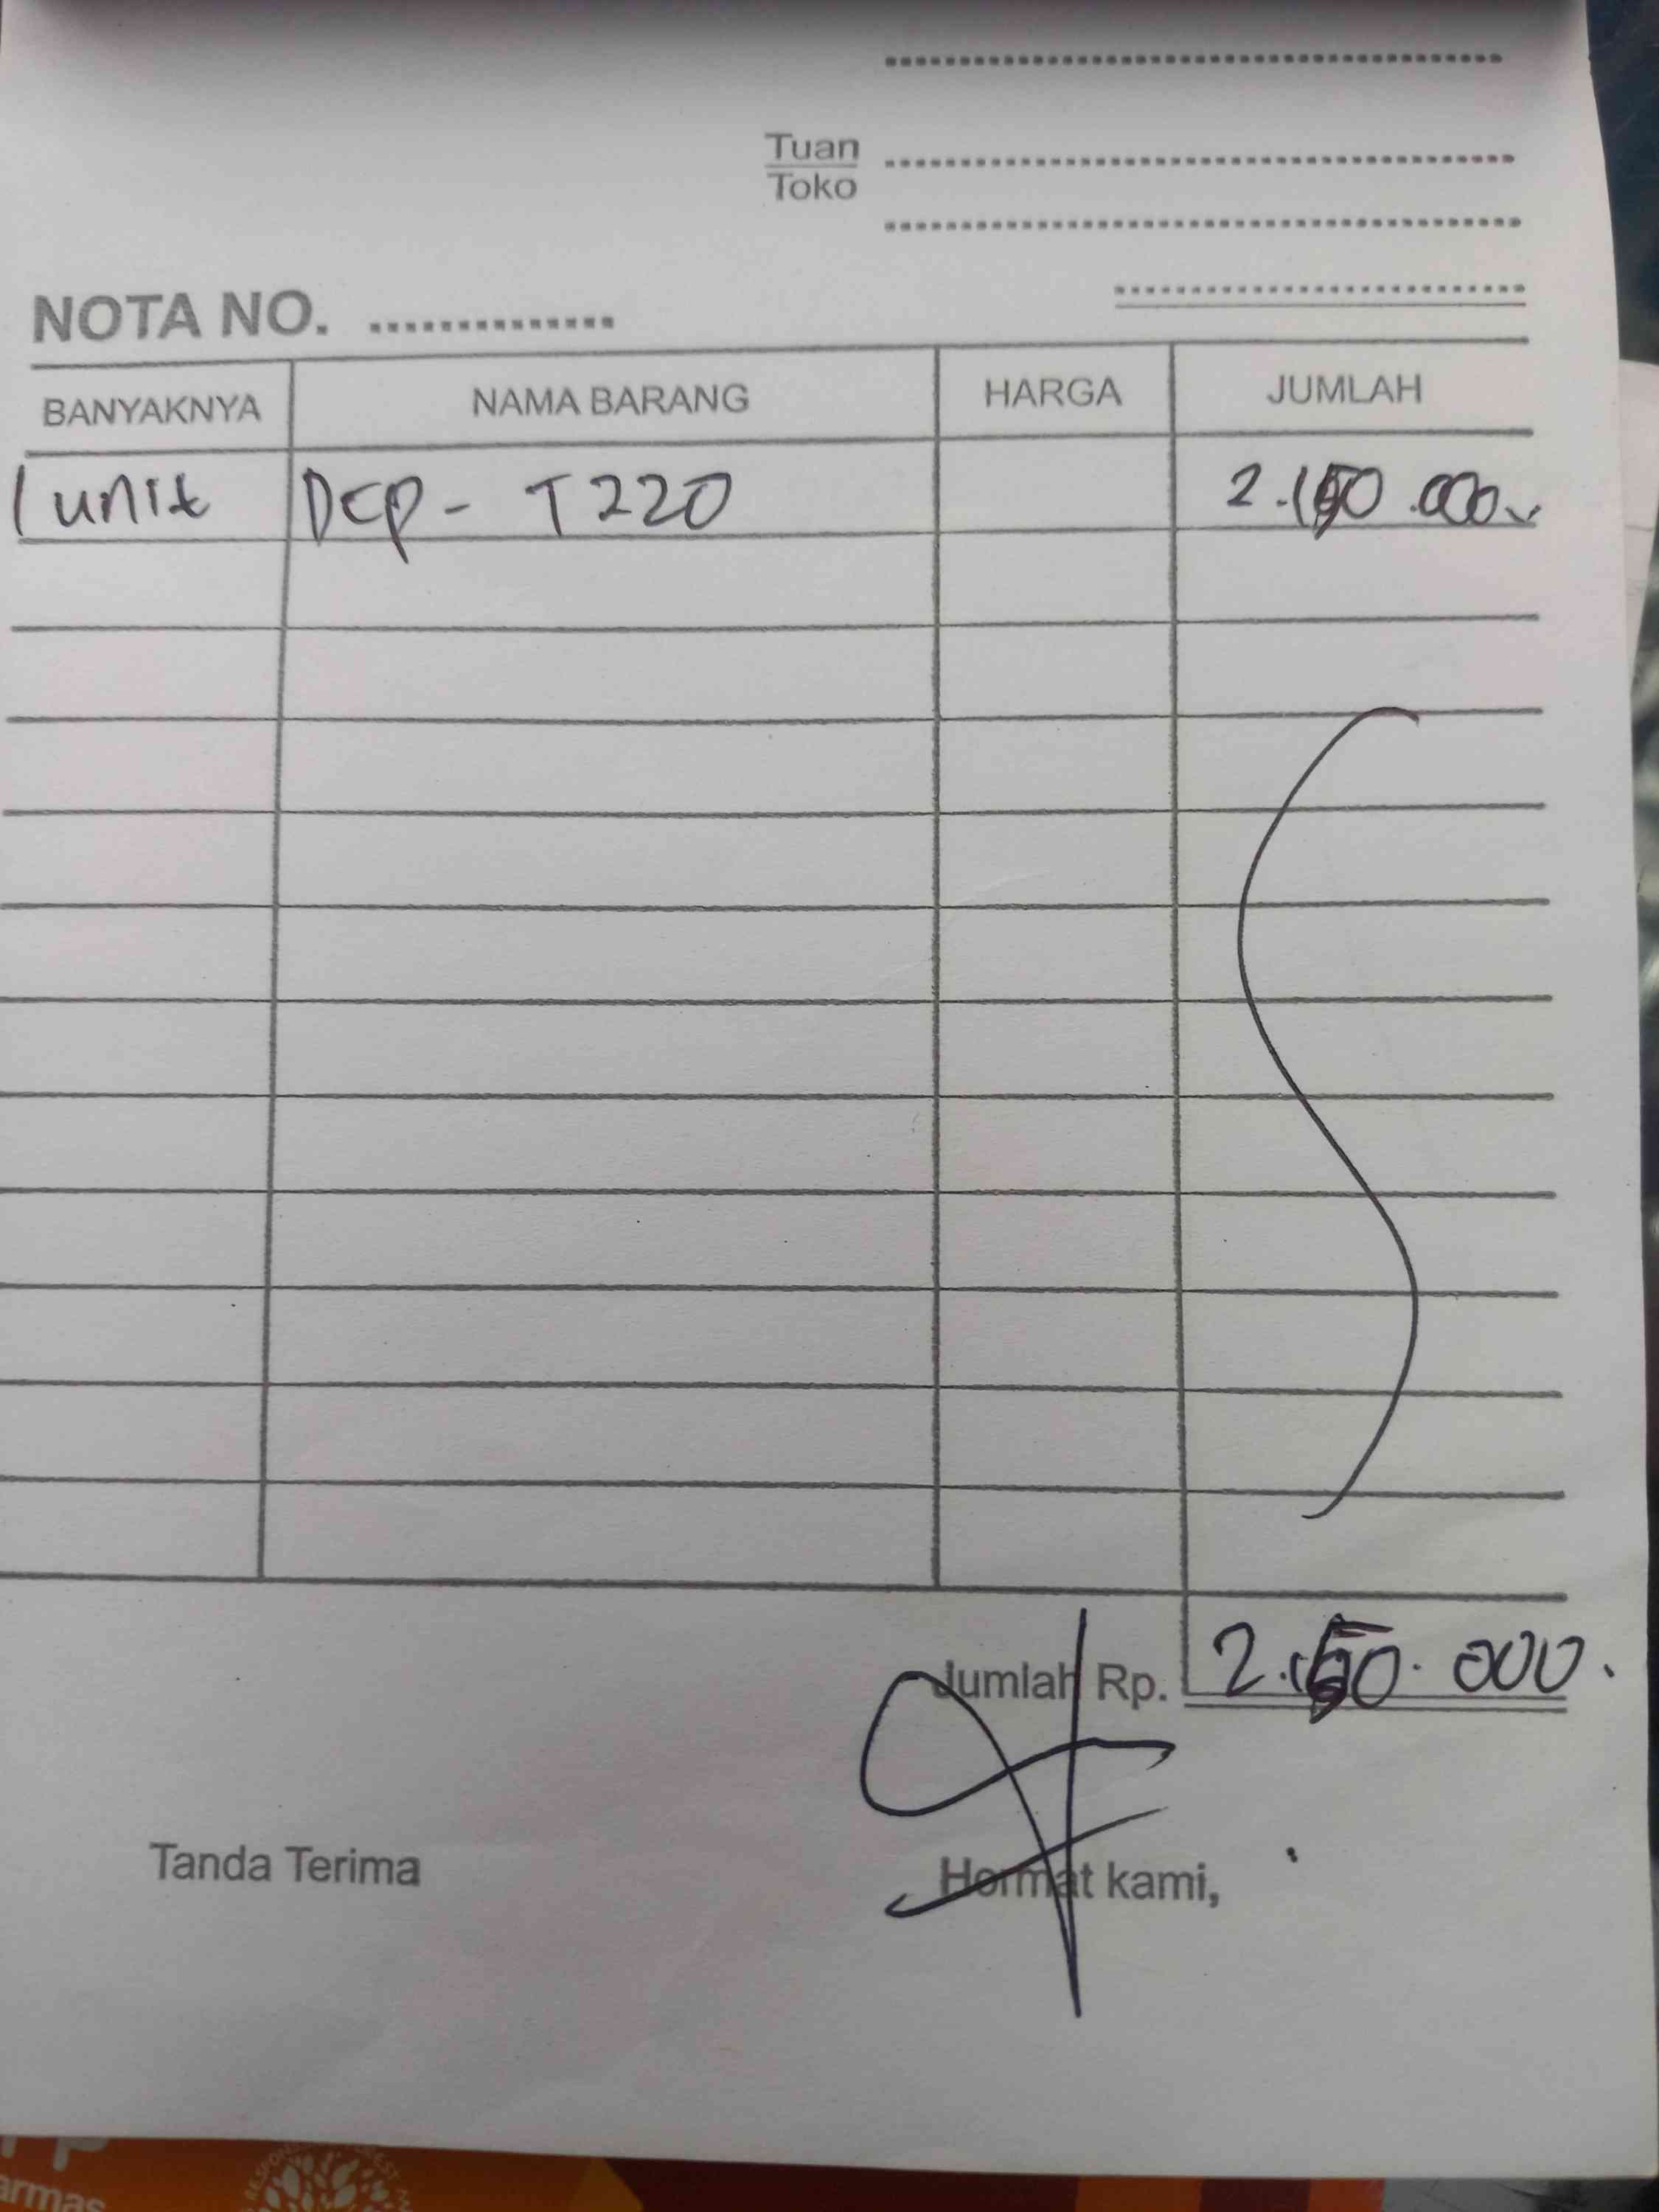 Tuan
Toko
NOTA NO.
BANYAKNYA NAMA BARANG HARGA JUMLAH
1 unit DCP - T220 2.150.000
Jumlah Rp. 2.150.000.
Tanda Terima Hormat kami,
armas